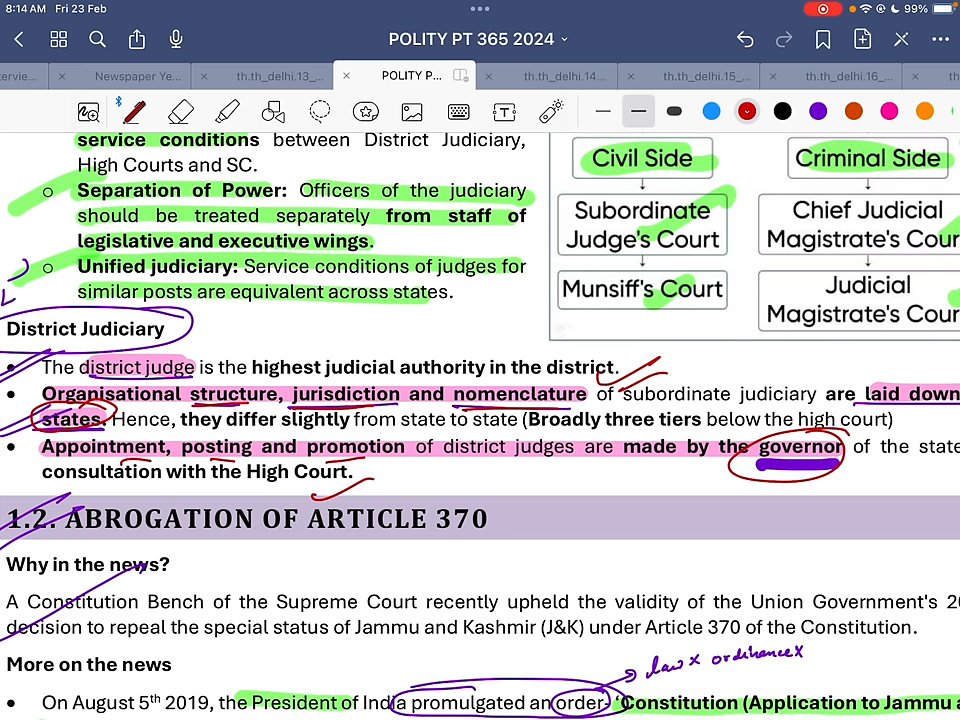 8:14 AM Fri 23 Feb
99%
POLITY PT 365 2024
tervie...
Newspaper Ye...
th.th_delhi.13_...
POLITY P...
th.th_delhi.14...
th.th_delhi.15_...
th.th_delhi.16_...
th
service conditions between District Judiciary,
High Courts and SC.
o Separation of Power: Officers of the judiciary
should be treated separately from staff of
legislative and executive wings.
o Unified judiciary: Service conditions of judges for
similar posts are equivalent across states.
Civil Side
Subordinate
Judge's Court
Munsiff's Court
Criminal Side
Chief Judicial
Magistrate's Cour
Judicial
Magistrate's Cour
District Judiciary
• The district judge is the highest judicial authority in the district.
• Organisational structure, jurisdiction and nomenclature of subordinate judiciary are laid down
states. Hence, they differ slightly from state to state (Broadly three tiers below the high court)
• Appointment, posting and promotion of district judges are made by the governor of the state
consultation with the High Court.
1.2. ABROGATION OF ARTICLE 370
Why in the news?
A Constitution Bench of the Supreme Court recently upheld the validity of the Union Government's 20
decision to repeal the special status of Jammu and Kashmir (J&K) under Article 370 of the Constitution.
More on the news
law x ordinance x
• On August 5th 2019, the President of India promulgated an order- ‘Constitution (Application to Jammu a